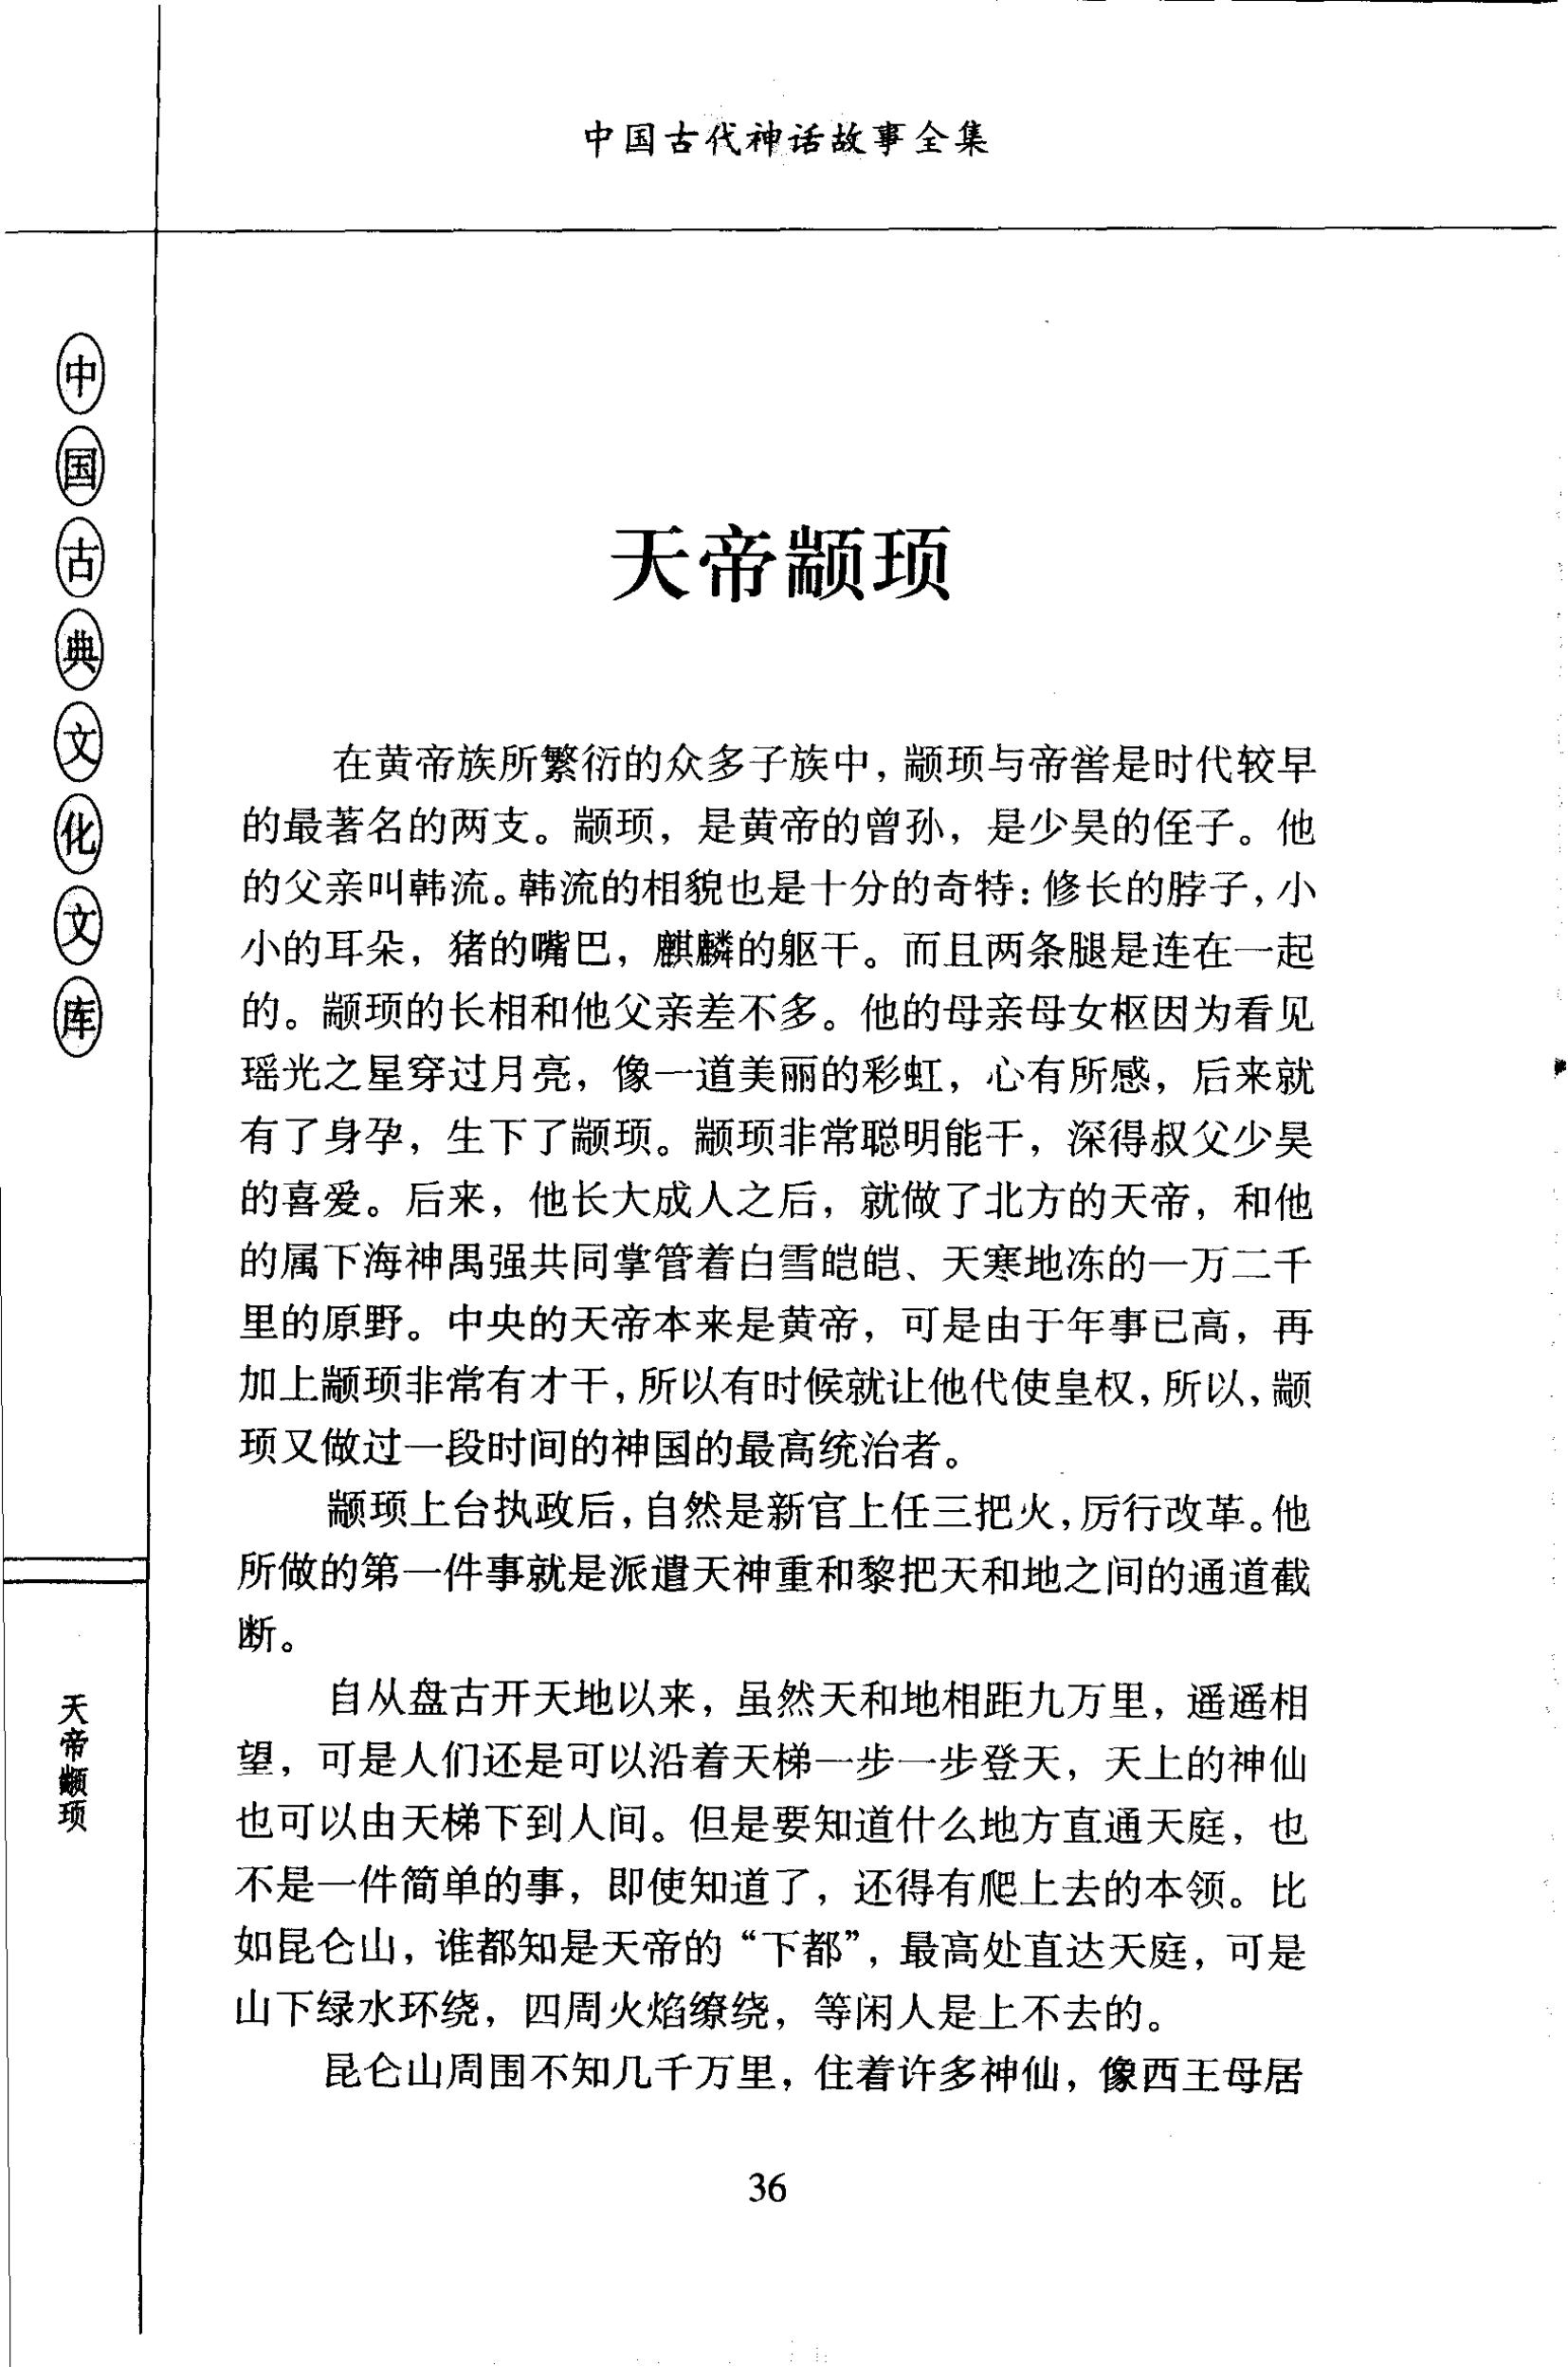 中国古代神话故事全集
中国古典文化文库
天帝颛顼
天帝颛顼
在黄帝族所繁衍的众多子族中，颛顼与帝喾是时代较早
的最著名的两支。颛顼，是黄帝的曾孙，是少昊的侄子。他
的父亲叫韩流。韩流的相貌也是十分的奇特：修长的脖子，小
小的耳朵，猪的嘴巴，麒麟的躯干。而且两条腿是连在一起
的。颛顼的长相和他父亲差不多。他的母亲母女枢因为看见
瑶光之星穿过月亮，像一道美丽的彩虹，心有所感，后来就
有了身孕，生下了颛顼。颛顼非常聪明能干，深得叔父少昊
的喜爱。后来，他长大成人之后，就做了北方的天帝，和他
的属下海神禺强共同掌管着白雪皑皑、天寒地冻的一万二千
里的原野。中央的天帝本来是黄帝，可是由于年事已高，再
加上颛顼非常有才干，所以有时候就让他代使皇权，所以，颛
顼又做过一段时间的神国的最高统治者。
颛顼上台执政后，自然是新官上任三把火，厉行改革。他
所做的第一件事就是派遣天神重和黎把天和地之间的通道截
断。
自从盘古开天地以来，虽然天和地相距九万里，遥遥相
望，可是人们还是可以沿着天梯一步一步登天，天上的神仙
也可以由天梯下到人间。但是要知道什么地方直通天庭，也
不是一件简单的事，即使知道了，还得有爬上去的本领。比
如昆仑山，谁都知是天帝的“下都”，最高处直达天庭，可是
山下绿水环绕，四周火焰缭绕，等闲人是上不去的。
昆仑山周围不知几千万里，住着许多神仙，像西王母居
36